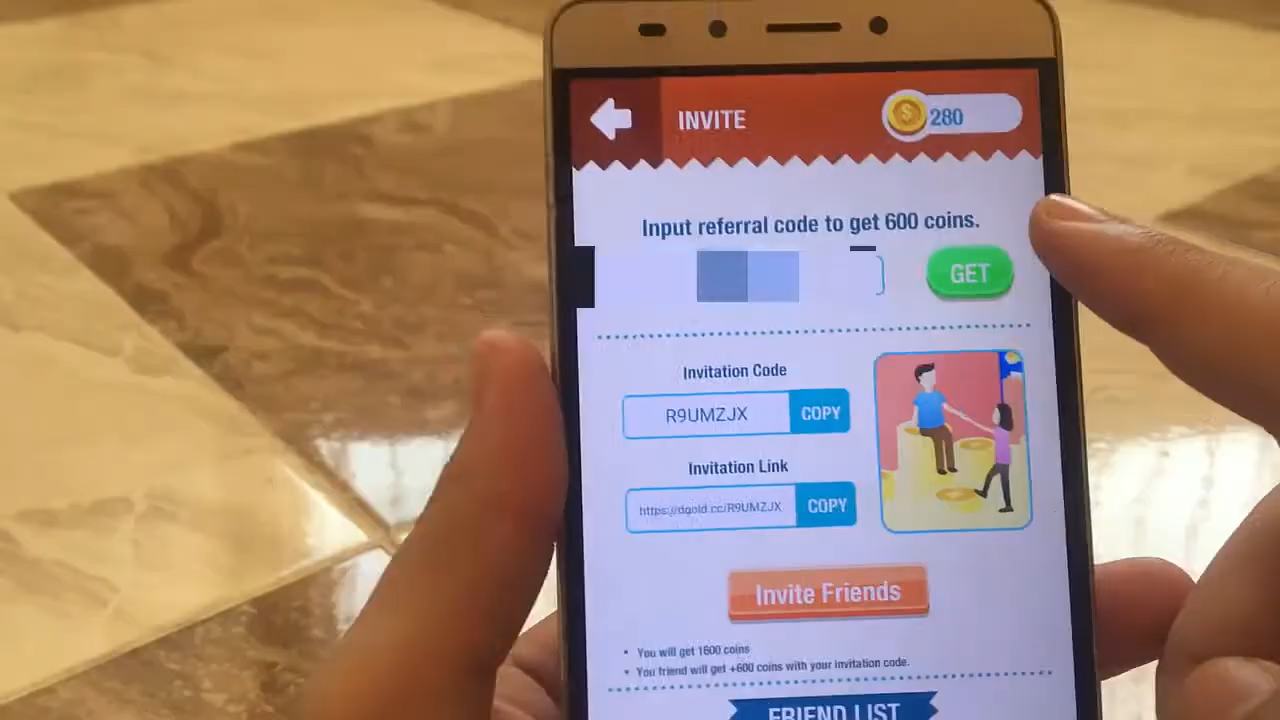 INVITE
280
Input referral code to get 600 coins.
GET
Invitation Code
R9UMZJX
COPY
Invitation Link
https://dgold.cc/R9UMZJX
COPY
Invite Friends
• You will get 1600 coins
• You friend will get +600 coins with your invitation code.
FRIEND LIST